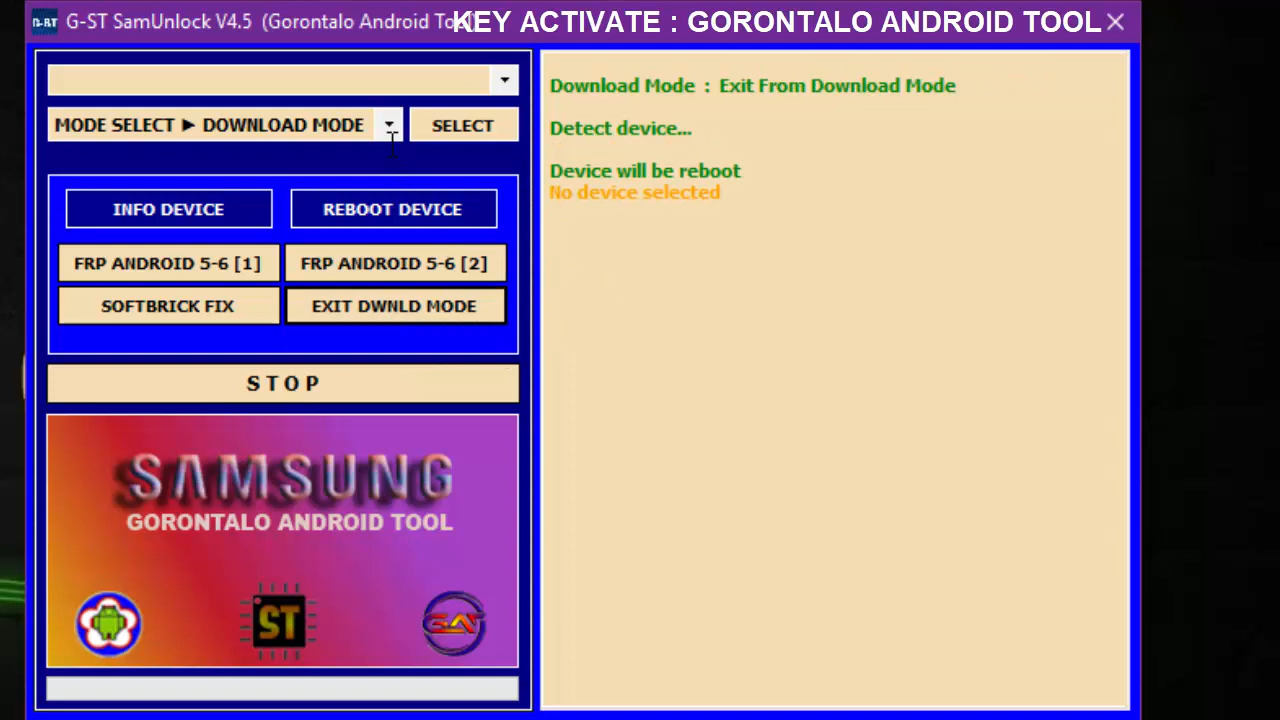 G-ST SamUnlock V4.5 (Gorontalo Android
KEY ACTIVATE : GORONTALO ANDROID TOOL
MODE SELECT ► DOWNLOAD MODE
SELECT
INFO DEVICE
REBOOT DEVICE
FRP ANDROID 5-6 [1]
FRP ANDROID 5-6 [2]
SOFTBRICK FIX
EXIT DWNLD MODE
S T O P
SAMSUNG
GORONTALO ANDROID TOOL
ST
GAT
Download Mode : Exit From Download Mode
Detect device...
Device will be reboot
No device selected